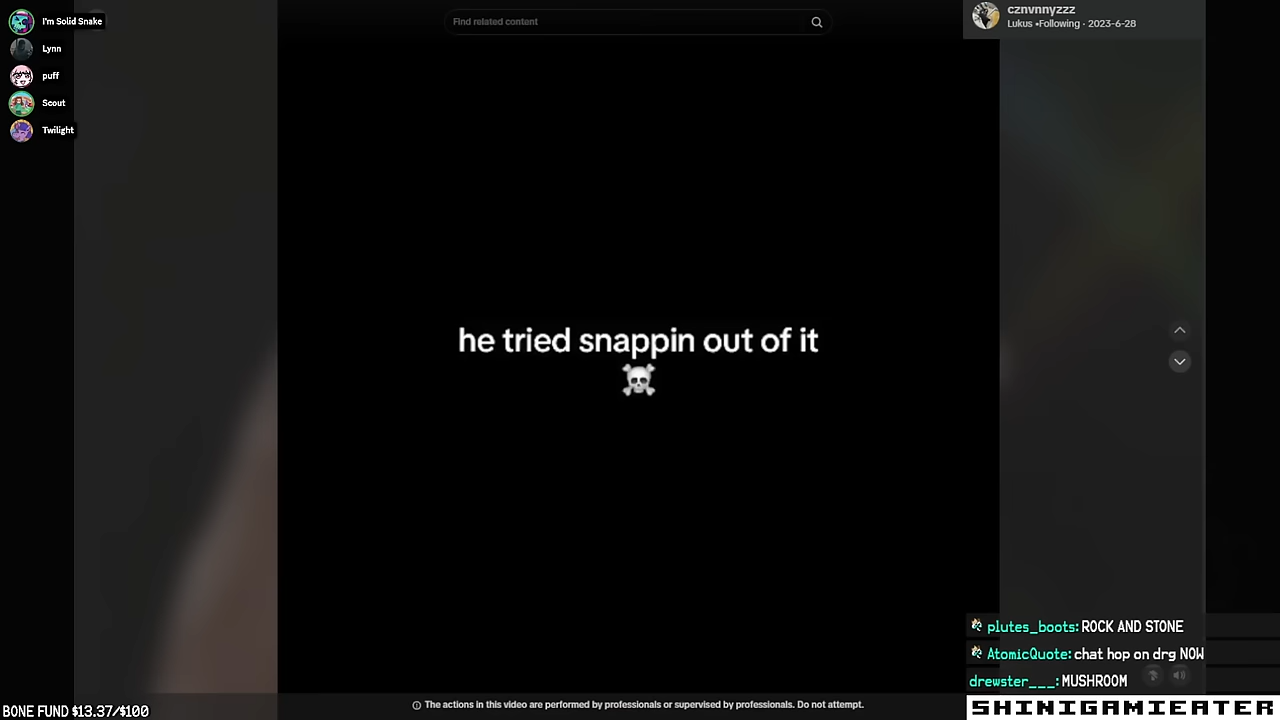 I'm Solid Snake
Lynn
puff
Scout
Twilight
Find related content
cznvnnyzzz
Lukus •Following · 2023-6-28
he tried snappin out of it
☠️
plutes_boots: ROCK AND STONE
AtomicQuote: chat hop on drg NOW
drewster___: MUSHROOM
The actions in this video are performed by professionals or supervised by professionals. Do not attempt.
BONE FUND $13.37/$100
SHINIGAMIEATER